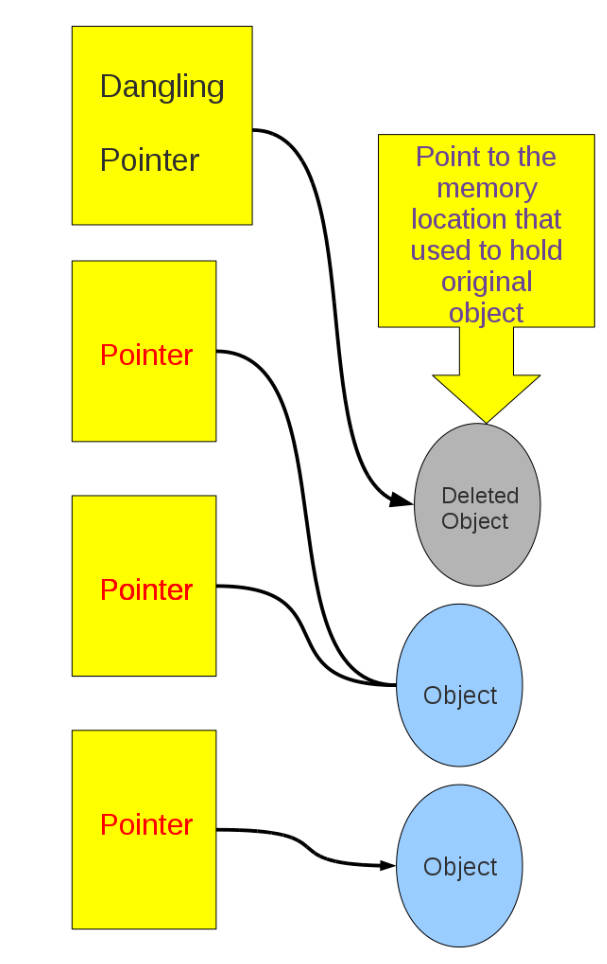 Dangling
Pointer
Point to the
memory
location that
used to hold
original
object
Pointer
Deleted
Object
Pointer
Object
Pointer
Object